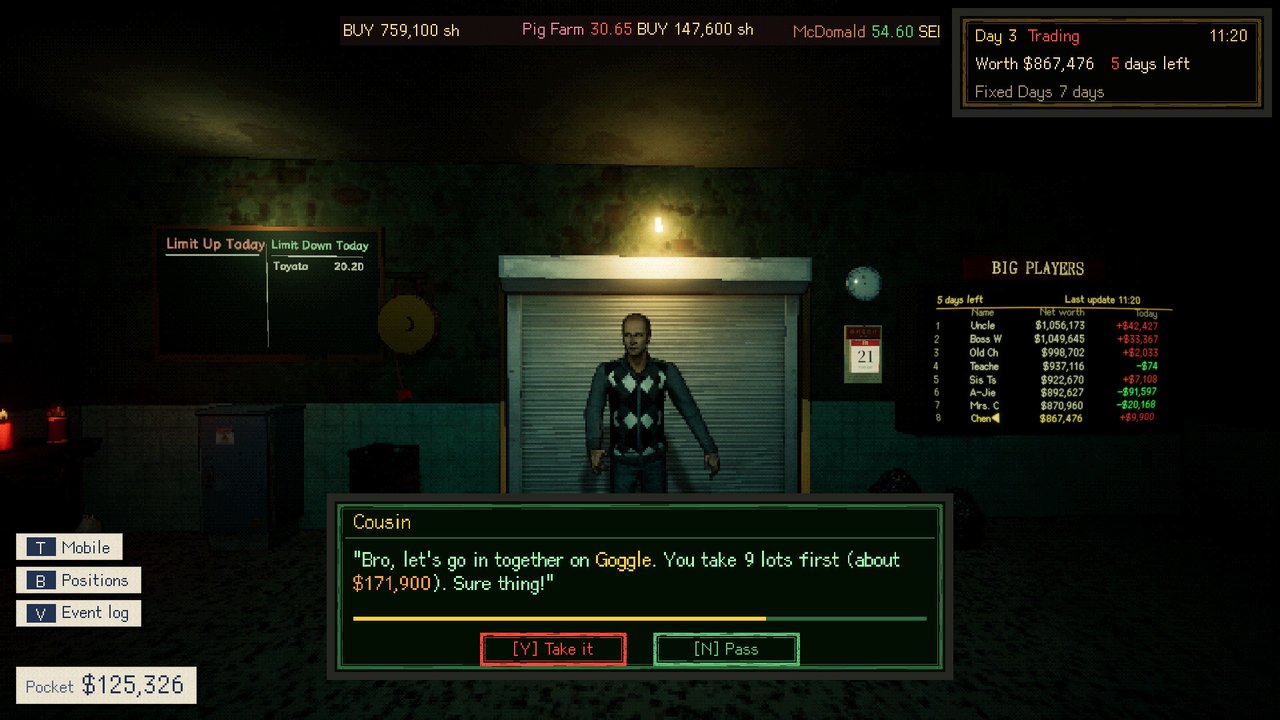 BUY 759,100 sh Pig Farm 30.65 BUY 147,600 sh McDonald 54.60 SEL
Day 3 Trading 11:20
Worth $867,476 5 days left
Fixed Days 7 days
Limit Up Today Limit Down Today
Toyata 20.20
BIG PLAYERS
5 days left Last update 11:20
Name Net worth Today
1 Uncle $1,056,173 +$42,427
2 Boss W $1,049,645 +$33,367
3 Old Ch $998,702 +$2,033
4 Teache $937,116 -$74
5 Sis Ts $922,670 +$7,108
6 A-Jie $892,627 -$91,597
7 Mrs. C $870,960 -$20,168
8 Chen◀ $867,476 +$9,900
21
Cousin
"Bro, let's go in together on Goggle. You take 9 lots first (about
$171,900). Sure thing!"
[Y] Take it [N] Pass
T Mobile
B Positions
V Event log
Pocket $125,326